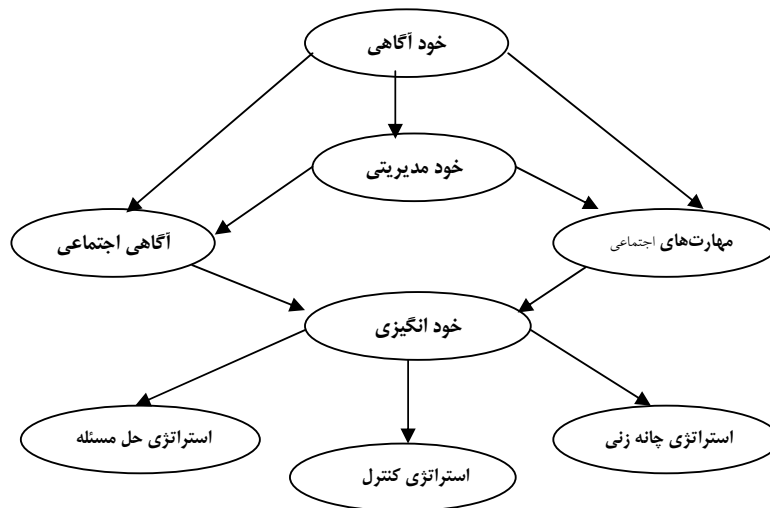 خود آگاهی
خود مدیریتی
مهارت‌های اجتماعی
آگاهی اجتماعی
خود انگیزی
استراتژی چانه زنی
استراتژی کنترل
استراتژی حل مسئله